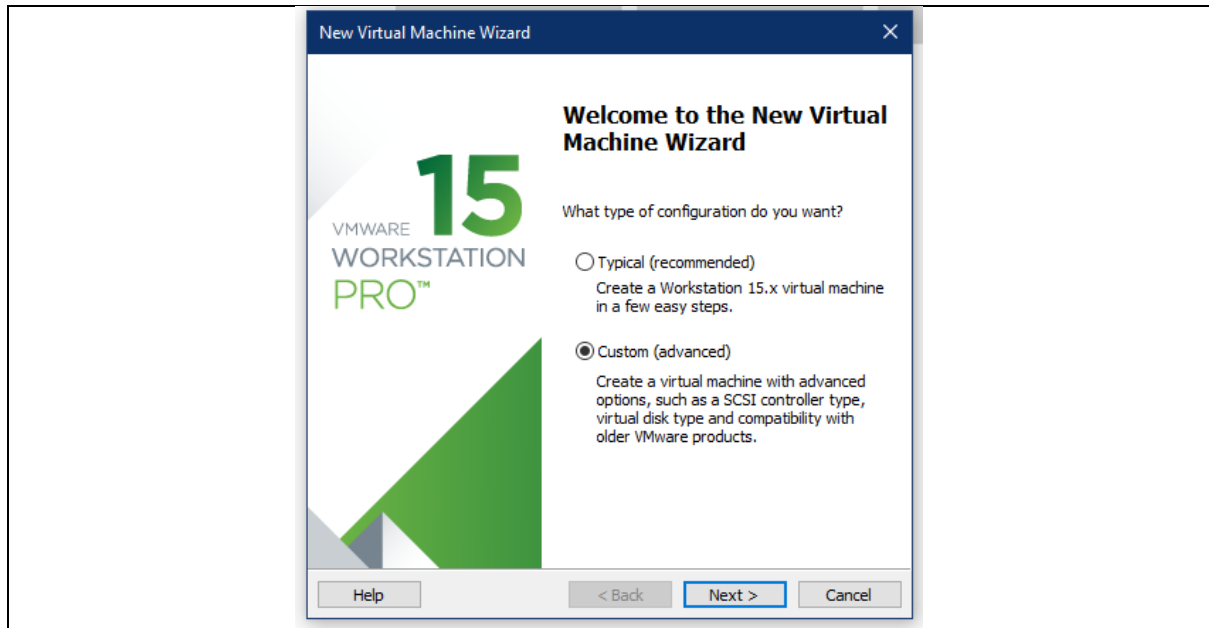 New Virtual Machine Wizard
Welcome to the New Virtual
Machine Wizard
15
VMWARE
WORKSTATION
PRO™
What type of configuration do you want?
Typical (recommended)
Create a Workstation 15.x virtual machine
in a few easy steps.
Custom (advanced)
Create a virtual machine with advanced
options, such as a SCSI controller type,
virtual disk type and compatibility with
older VMware products.
Help
< Back
Next >
Cancel